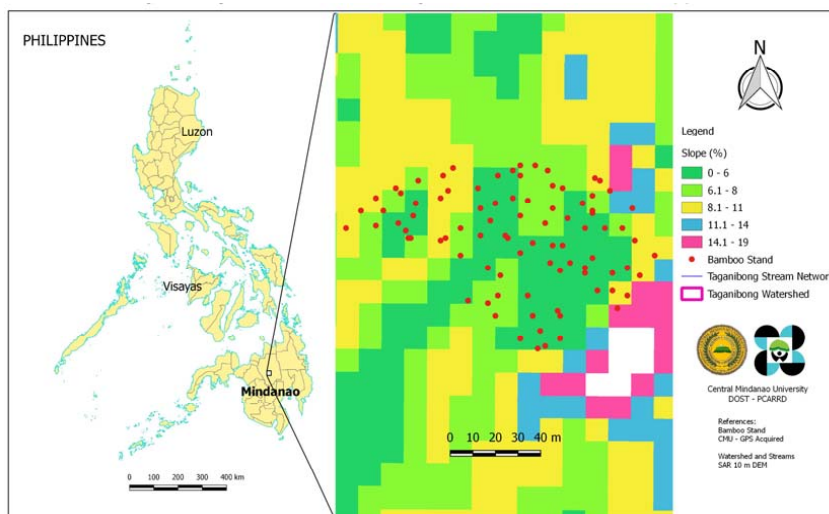 PHILIPPINES
Luzon
Visayas
Mindanao
0 100 200 300 400 km
0 10 20 30 40 m
N
Legend
Slope (%)
0 - 6
6.1 - 8
8.1 - 11
11.1 - 14
14.1 - 19
Bamboo Stand
Taganibong Stream Network
Taganibong Watershed
Central Mindanao University
DOST - PCARRD
References:
Bamboo Stand
CMU - GPS Acquired
Watershed and Streams
SAR 10 m DEM